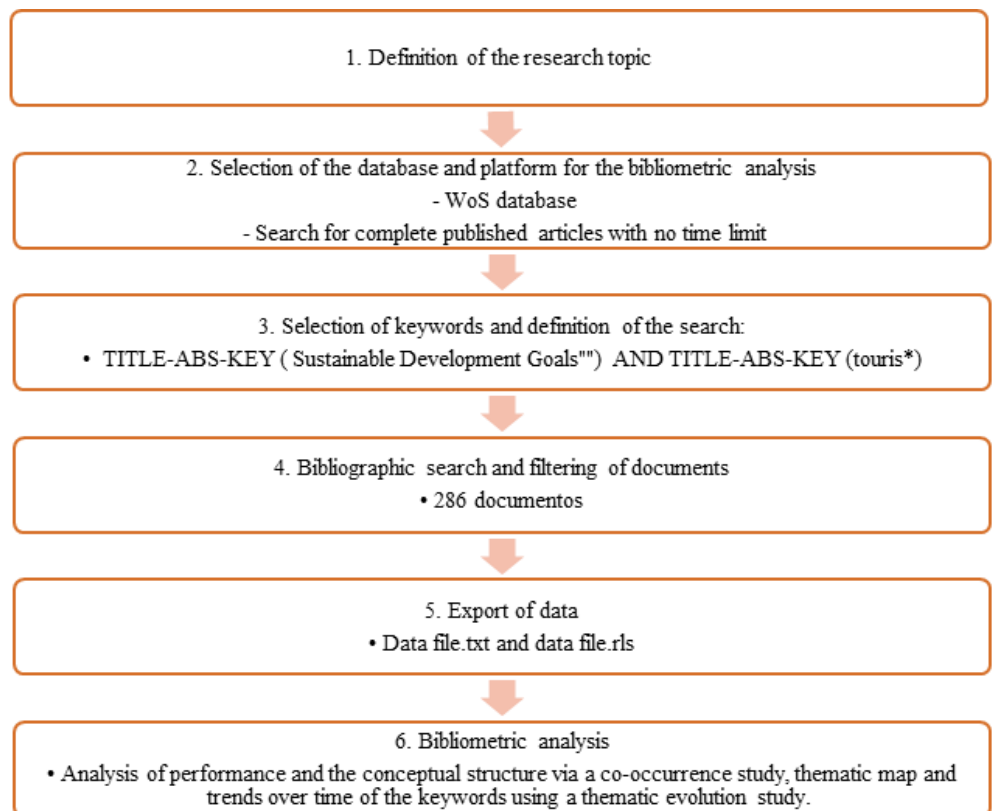 1. Definition of the research topic
2. Selection of the database and platform for the bibliometric analysis
- WoS database
- Search for complete published articles with no time limit
3. Selection of keywords and definition of the search:
• TITLE-ABS-KEY ( Sustainable Development Goals"") AND TITLE-ABS-KEY (touris*)
4. Bibliographic search and filtering of documents
• 286 documentos
5. Export of data
• Data file.txt and data file.rls
6. Bibliometric analysis
• Analysis of performance and the conceptual structure via a co-occurrence study, thematic map and
trends over time of the keywords using a thematic evolution study.